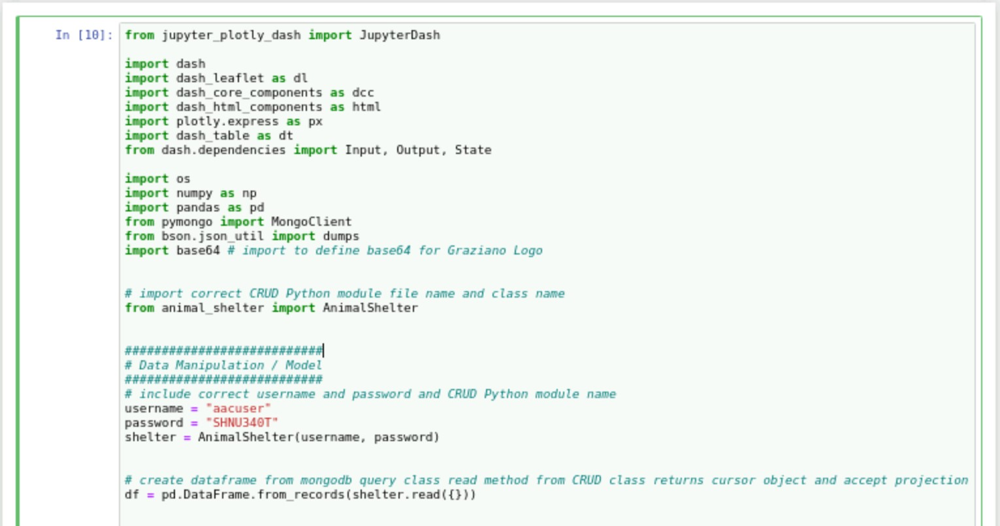 In [10]: from jupyter_plotly_dash import JupyterDash
import dash
import dash_leaflet as dl
import dash_core_components as dcc
import dash_html_components as html
import plotly.express as px
import dash_table as dt
from dash.dependencies import Input, Output, State
import os
import numpy as np
import pandas as pd
from pymongo import MongoClient
from bson.json_util import dumps
import base64 # import to define base64 for Graziano Logo
# import correct CRUD Python module file name and class name
from animal_shelter import AnimalShelter
###########################
# Data Manipulation / Model
###########################
# include correct username and password and CRUD Python module name
username = "aacuser"
password = "SHNU340T"
shelter = AnimalShelter(username, password)
# create dataframe from mongodb query class read method from CRUD class returns cursor object and accept projection
df = pd.DataFrame.from_records(shelter.read({}))